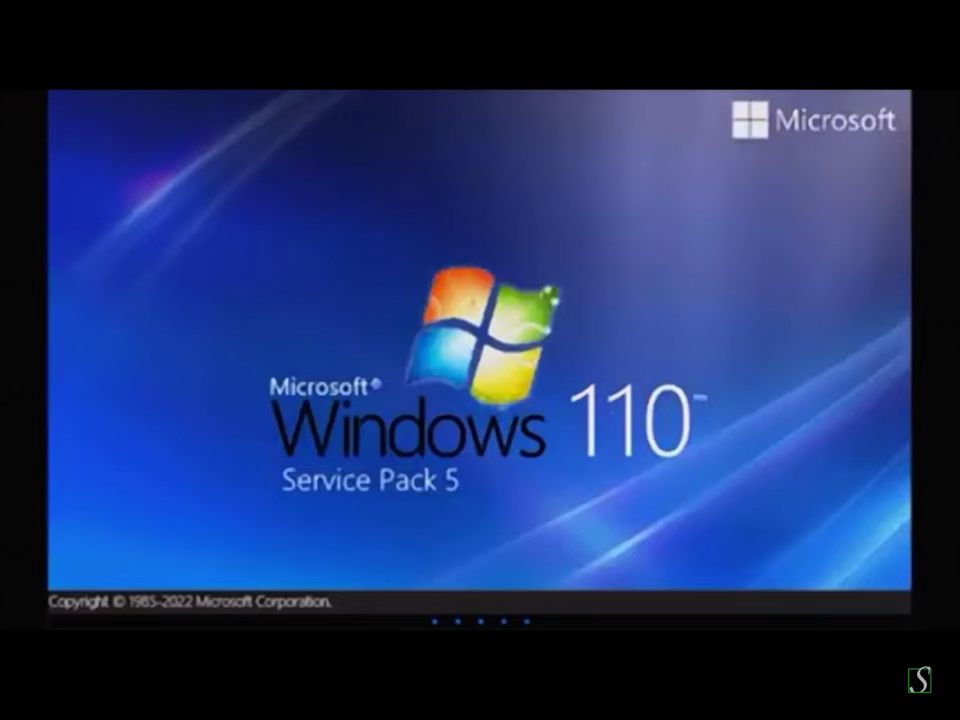 Microsoft
Microsoft®
Windows 110™
Service Pack 5
Copyright © 1985-2022 Microsoft Corporation.
S